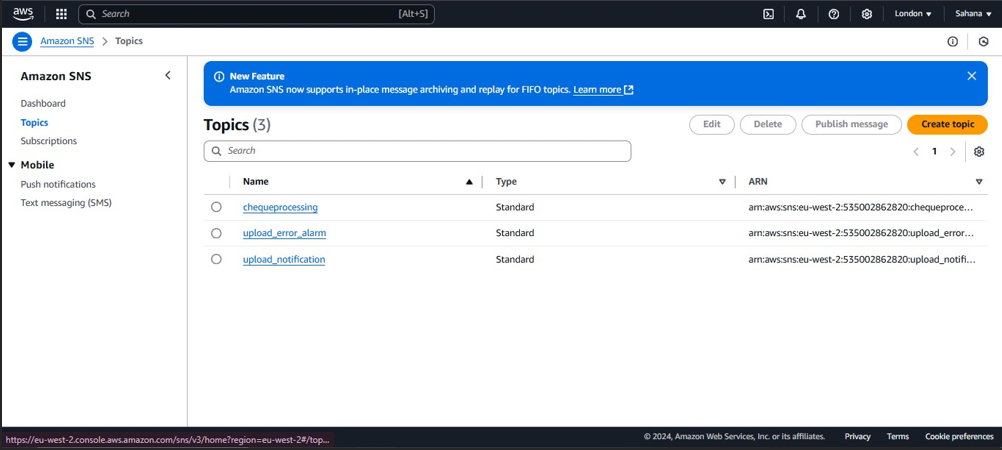 aws
Search [Alt+S] London ▼ Sahana ▼
Amazon SNS > Topics
Amazon SNS
Dashboard
Topics
Subscriptions
Mobile
Push notifications
Text messaging (SMS)
New Feature
Amazon SNS now supports in-place message archiving and replay for FIFO topics. Learn more
Topics (3)
Edit Delete Publish message Create topic
Search
1
Name Type ARN
chequeprocessing Standard arn:aws:sns:eu-west-2:535002862820:chequeproce...
upload_error_alarm Standard arn:aws:sns:eu-west-2:535002862820:upload_error...
upload_notification Standard arn:aws:sns:eu-west-2:535002862820:upload_notifi...
https://eu-west-2.console.aws.amazon.com/sns/v3/home?region=eu-west-2#/top...
© 2024, Amazon Web Services, Inc. or its affiliates. Privacy Terms Cookie preferences